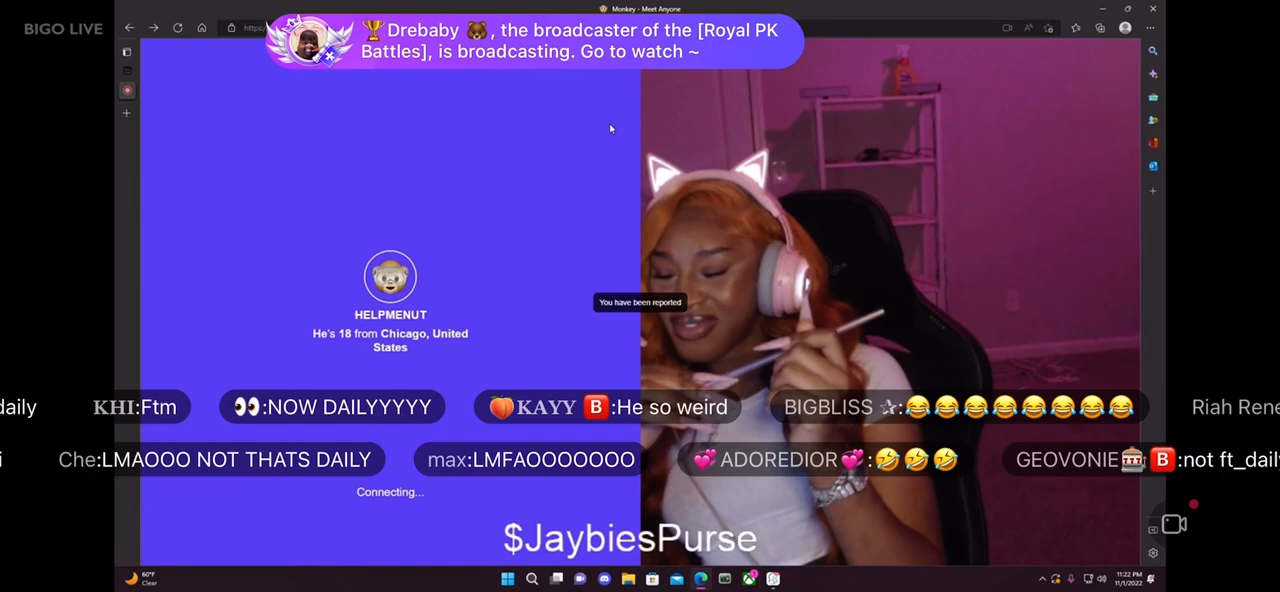 Monkey - Meet Anyone
BIGO LIVE
https:
🏆Drebaby 🐻, the broadcaster of the [Royal PK
Battles], is broadcasting. Go to watch ~
You have been reported
HELPMENUT
He's 18 from Chicago, United
States
daily
KHI:Ftm
👀:NOW DAILYYYYY
🍑KAYY 🅱️:He so weird
BIGBLISS ✰:😂😂😂😂😂😂😂😂
Riah Rene
i
Che:LMAOOO NOT THATS DAILY
max:LMFAOOOOOOO
💞ADOREDIOR💞:🤣🤣🤣
GEOVONIE🎰🅱️:not ft_daily
Connecting...
$JaybiesPurse
60°F
Clear
11:22 PM
11/1/2022